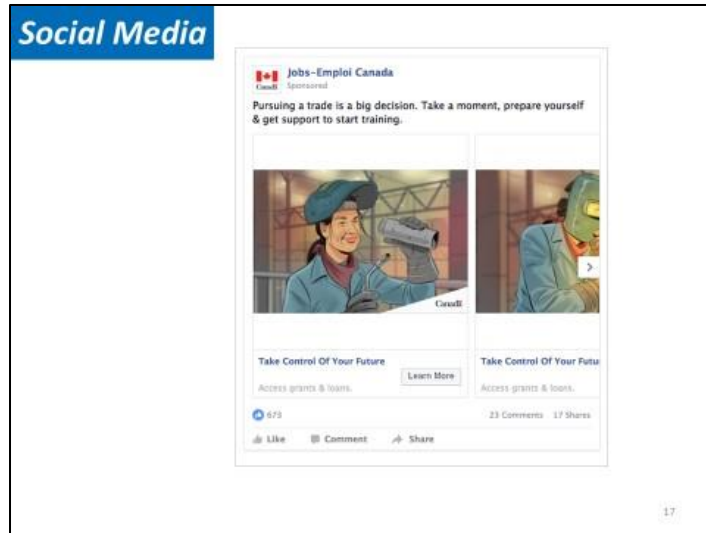 Social Media
Jobs-Emploi Canada
Canada
Sponsored
Pursuing a trade is a big decision. Take a moment, prepare yourself
& get support to start training.
Canada
Take Control Of Your Future
Learn More
Access grants & loans.
Take Control Of Your Futu
Access grants & loans.
673
23 Comments 17 Shares
Like Comment Share
17